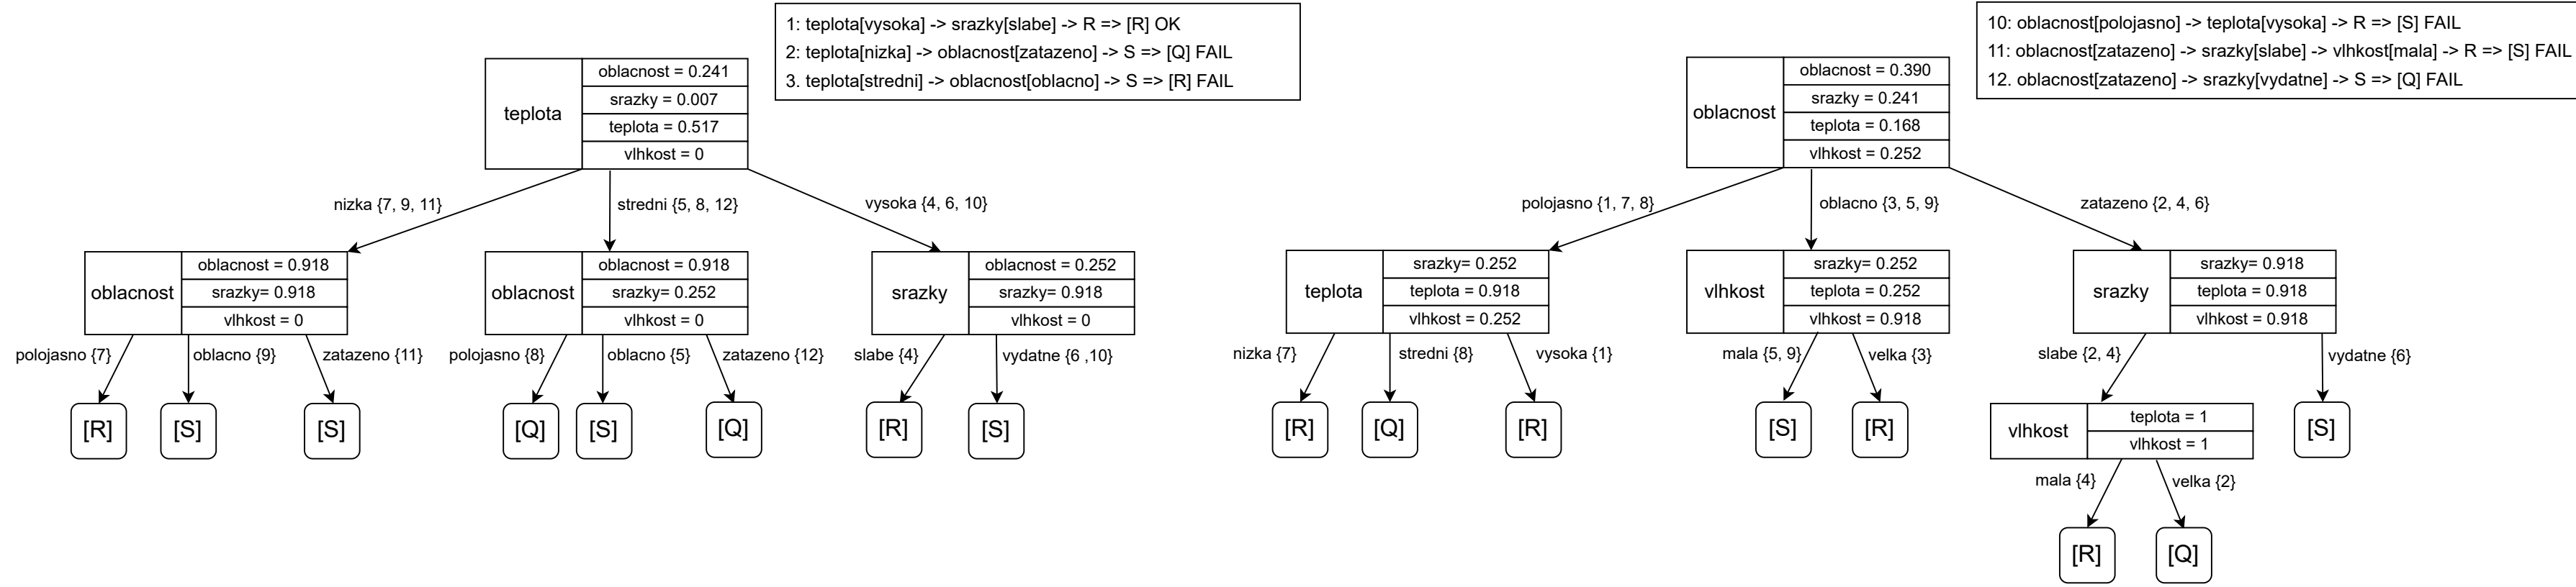 1: teplota[vysoka] -> srazky[slabe] -> R => [R] OK
2: teplota[nizka] -> oblacnost[zatazeno] -> S => [Q] FAIL
3. teplota[stredni] -> oblacnost[oblacno] -> S => [R] FAIL
teplota
oblacnost = 0.241
srazky = 0.007
teplota = 0.517
vlhkost = 0
nizka {7, 9, 11}
stredni {5, 8, 12}
vysoka {4, 6, 10}
oblacnost
oblacnost = 0.918
srazky= 0.918
vlhkost = 0
oblacnost
oblacnost = 0.918
srazky= 0.252
vlhkost = 0
srazky
oblacnost = 0.252
srazky= 0.918
vlhkost = 0
polojasno {7}
oblacno {9}
zatazeno {11}
polojasno {8}
oblacno {5}
zatazeno {12}
slabe {4}
vydatne {6 ,10}
[R]
[S]
[S]
[Q]
[S]
[Q]
[R]
[S]
10: oblacnost[polojasno] -> teplota[vysoka] -> R => [S] FAIL
11: oblacnost[zatazeno] -> srazky[slabe] -> vlhkost[mala] -> R => [S] FAIL
12. oblacnost[zatazeno] -> srazky[vydatne] -> S => [Q] FAIL
oblacnost
oblacnost = 0.390
srazky = 0.241
teplota = 0.168
vlhkost = 0.252
polojasno {1, 7, 8}
oblacno {3, 5, 9}
zatazeno {2, 4, 6}
teplota
srazky= 0.252
teplota = 0.918
vlhkost = 0.252
vlhkost
srazky= 0.252
teplota = 0.252
vlhkost = 0.918
srazky
srazky= 0.918
teplota = 0.918
vlhkost = 0.918
nizka {7}
stredni {8}
vysoka {1}
mala {5, 9}
velka {3}
slabe {2, 4}
vydatne {6}
[R]
[Q]
[R]
[S]
[R]
vlhkost
teplota = 1
vlhkost = 1
[S]
mala {4}
velka {2}
[R]
[Q]